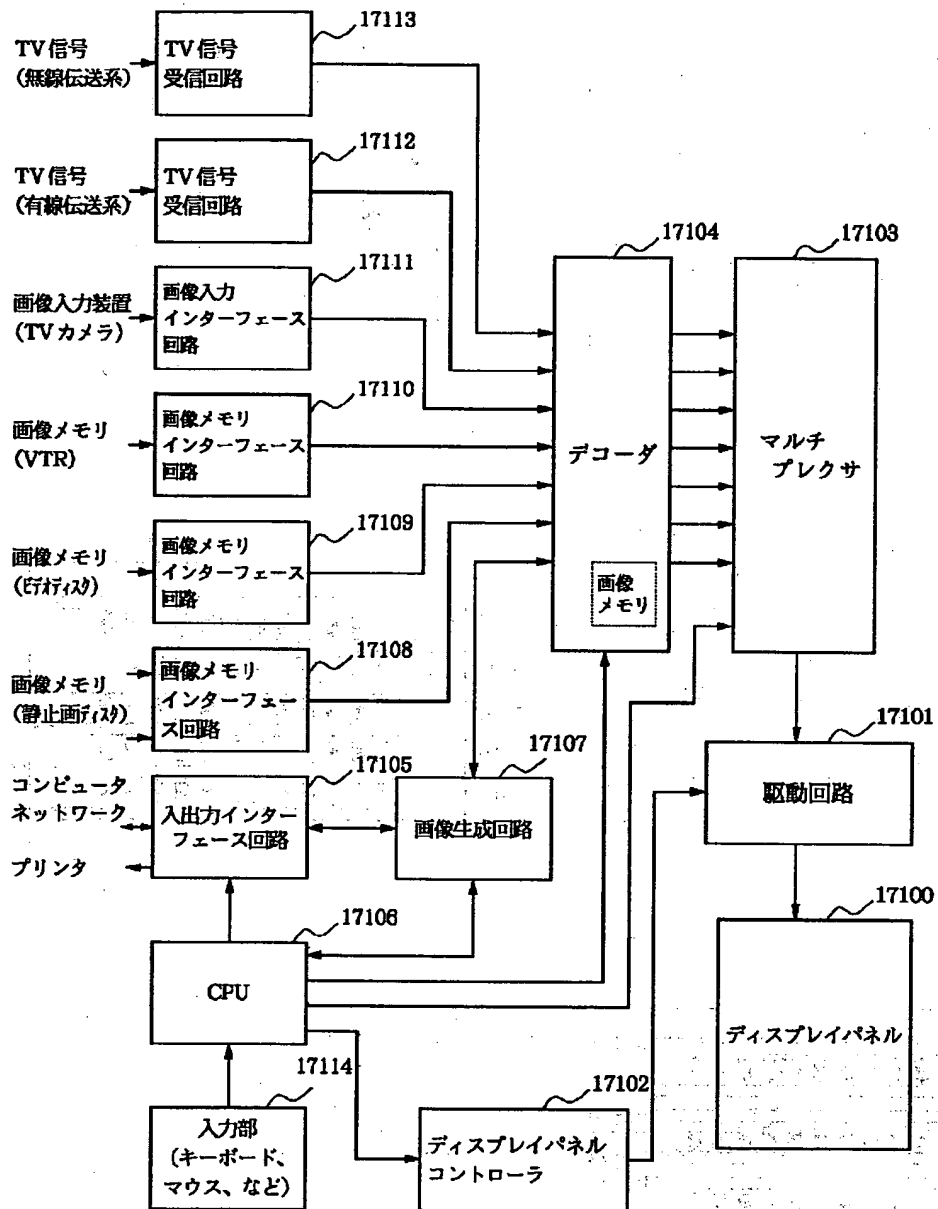 17113
TV 信号
(無線伝送系)
TV 信号
受信回路
17112
TV 信号
(有線伝送系)
TV 信号
受信回路
17111
画像入力装置
(TV カメラ)
画像入力
インターフェース
回路
17110
画像メモリ
(VTR)
画像メモリ
インターフェース
回路
17109
画像メモリ
(ビデオディスク)
画像メモリ
インターフェース
回路
17108
画像メモリ
(静止画ディスク)
画像メモリ
インターフェー
ス回路
17105
コンピュータ
ネットワーク
プリンタ
入出力インター
フェース回路
17107
画像生成回路
17106
CPU
17114
入力部
(キーボード、
マウス、など)
17104
デコーダ
画像
メモリ
17103
マルチ
プレクサ
17101
駆動回路
17100
ディスプレイパネル
17102
ディスプレイパネル
コントローラ